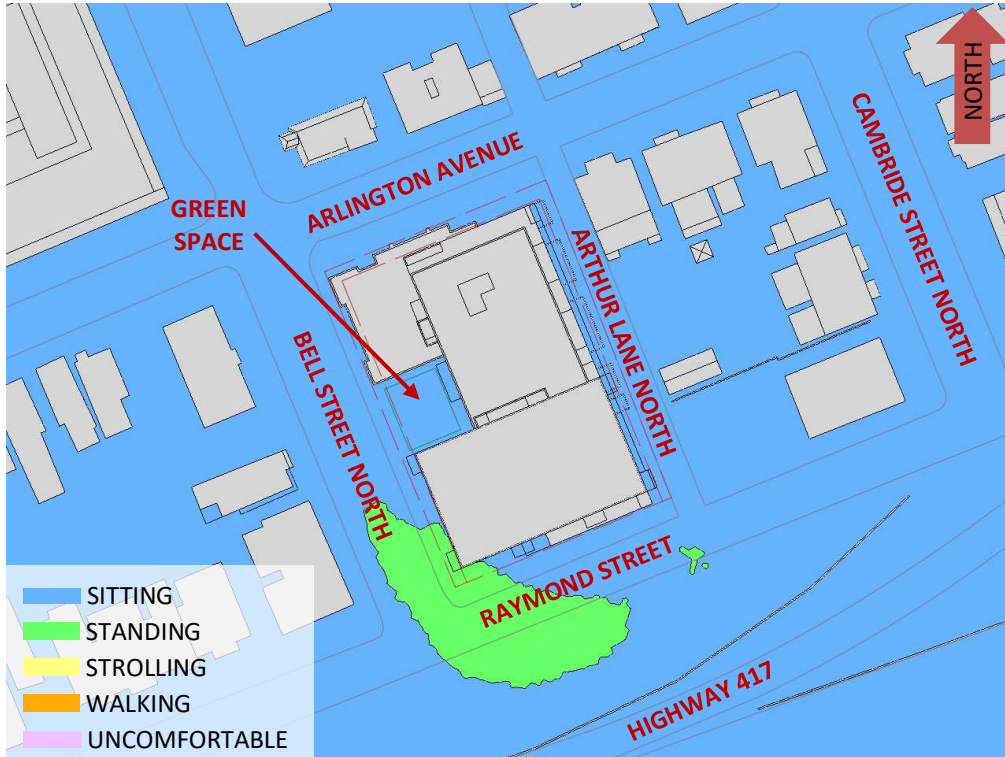 NORTH
ARLINGTON AVENUE
CAMBRIDE STREET NORTH
GREEN
SPACE
ARTHUR LANE NORTH
BELL STREET NORTH
RAYMOND STREET
HIGHWAY 417
SITTING
STANDING
STROLLING
WALKING
UNCOMFORTABLE